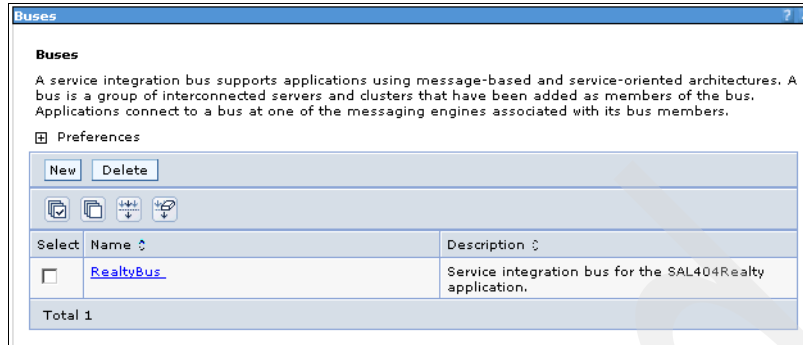 Buses
?
Buses
A service integration bus supports applications using message-based and service-oriented architectures. A
bus is a group of interconnected servers and clusters that have been added as members of the bus.
Applications connect to a bus at one of the messaging engines associated with its bus members.
Preferences
New Delete
Select Name Description
RealtyBus Service integration bus for the SAL404Realty
application.
Total 1